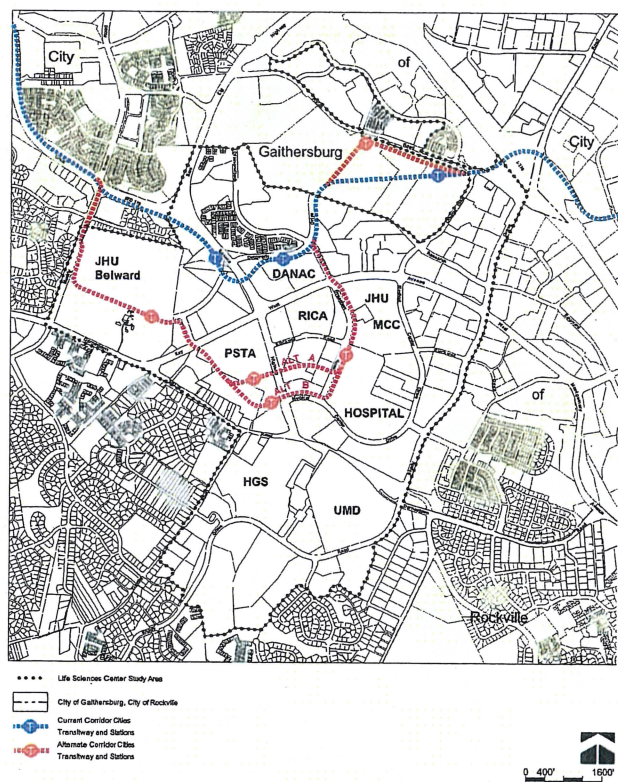 City
of
City
Gaithersburg
JHU
Belward
DANAC
JHU
RICA
MCC
PSTA
ALT A
ALT B
HOSPITAL
of
HGS
UMD
Rockville
Life Sciences Center Study Area
City of Gaithersburg, City of Rockville
Current Corridor Cities
Transitway and Stations
Alternate Corridor Cities
Transitway and Stations
0 400' 1600'